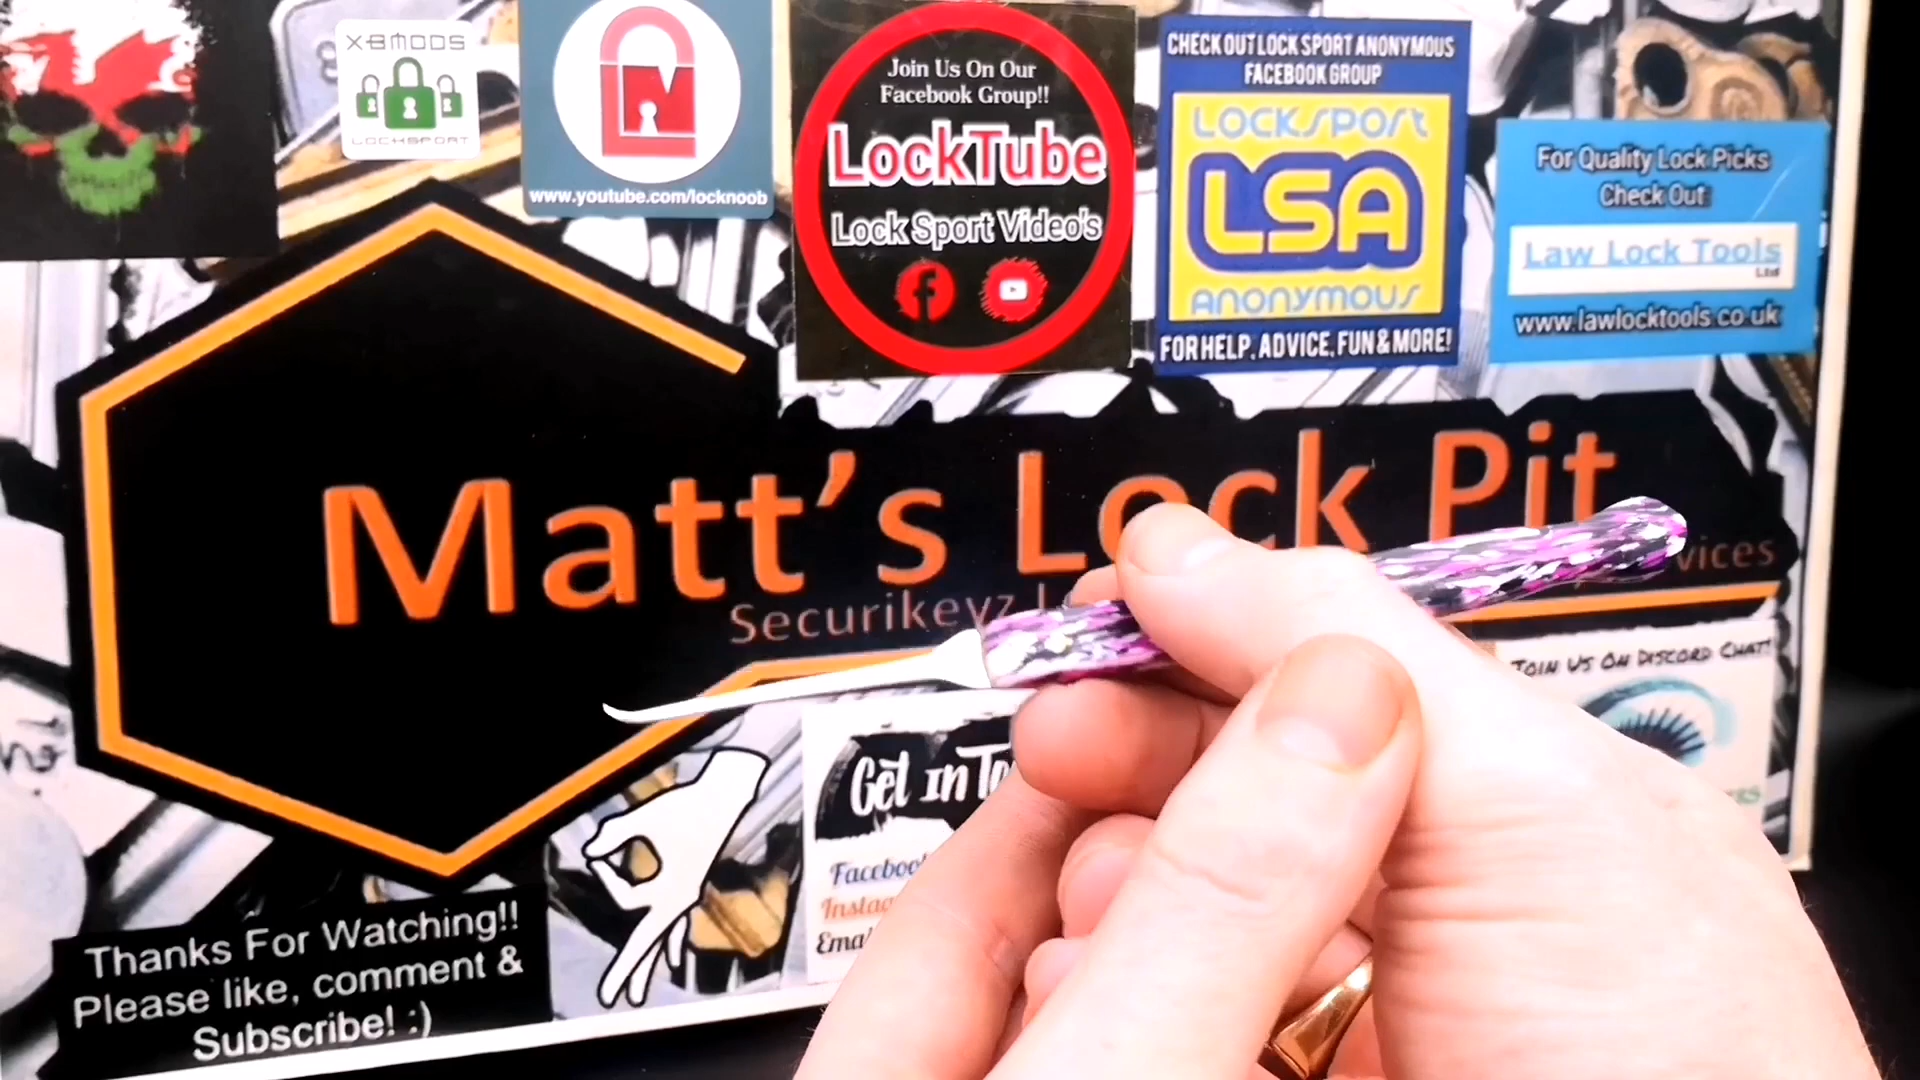 XBMODS
LOCKSPORT
www.youtube.com/locknoob
Join Us On Our
Facebook Group!!
LockTube
Lock Sport Video's
CHECK OUT LOCK SPORT ANONYMOUS
FACEBOOK GROUP
LOCKSPORT
LSA
ANONYMOUS
FOR HELP, ADVICE, FUN & MORE!
For Quality Lock Picks
Check Out
Law Lock Tools
Ltd
www.lawlocktools.co.uk
Matt's Lock Pit
Securikeyz
JOIN US ON DISCORD CHAT!
Get In
Thanks For Watching!!
Please like, comment &
Subscribe! :)